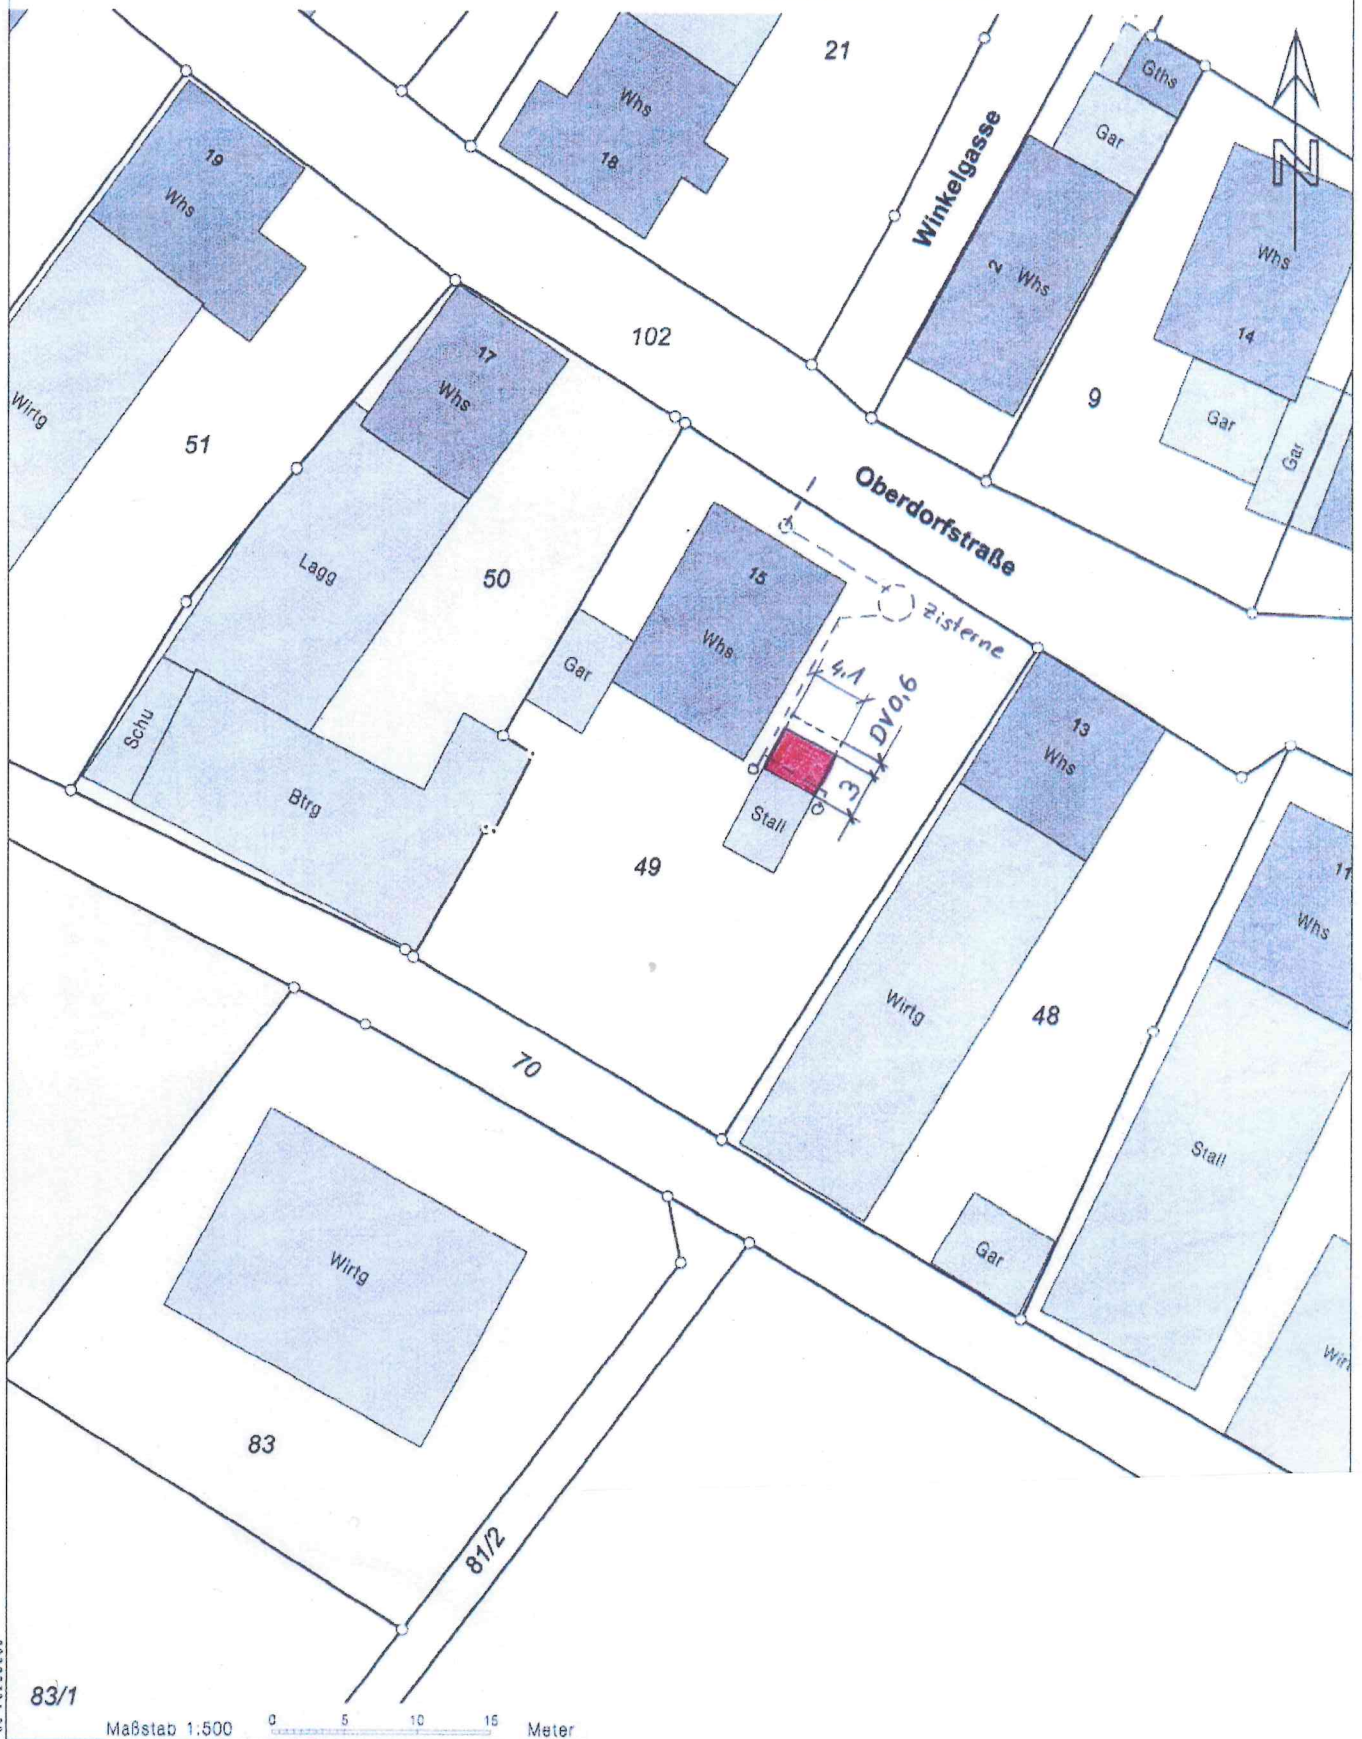 21
Gths
Whs
18
Gar
Winkelgasse
N
19
Whs
2 Whs
Whs
14
102
17
Whs
Wirtg
51
9
Gar
Gar
Oberdorfstraße
Lagg
50
15
Whs
Zisterne
Gar
4,1
DV0,6
3
Schu
Btrg
Stall
13
Whs
49
11
Whs
Wirtg
48
70
Stall
Wirtg
Gar
83
81/2
83/1
Maßstab 1:500 0 5 10 15 Meter